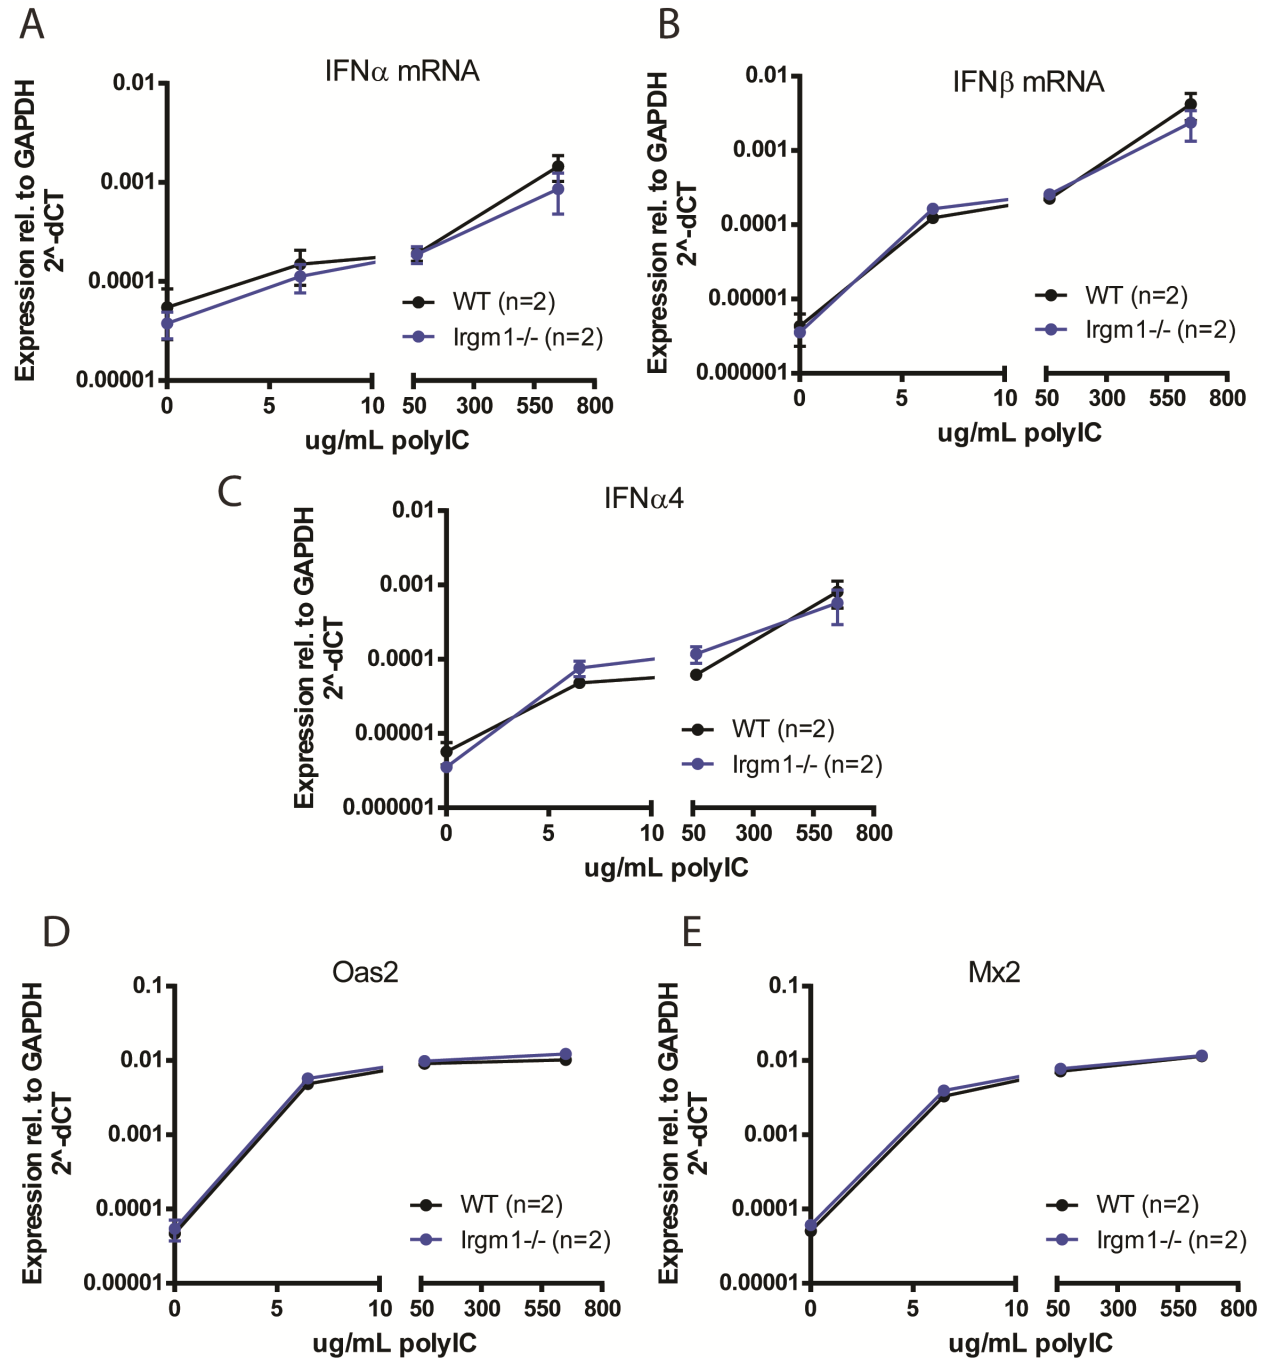 A
IFNα mRNA
Expression rel. to GAPDH
2^-dCT
0.01
0.001
0.0001
0.00001
WT (n=2)
Irgm1-/- (n=2)
0 5 10 50 300 550 800
ug/mL polyIC
B
IFNβ mRNA
Expression rel. to GAPDH
2^-dCT
0.01
0.001
0.0001
0.00001
0.000001
WT (n=2)
Irgm1-/- (n=2)
0 5 10 50 300 550 800
ug/mL polyIC
C
IFNα4
Expression rel. to GAPDH
2^-dCT
0.01
0.001
0.0001
0.00001
0.000001
WT (n=2)
Irgm1-/- (n=2)
0 5 10 50 300 550 800
ug/mL polyIC
D
Oas2
Expression rel. to GAPDH
2^-dCT
0.1
0.01
0.001
0.0001
0.00001
WT (n=2)
Irgm1-/- (n=2)
0 5 10 50 300 550 800
ug/mL polyIC
E
Mx2
Expression rel. to GAPDH
2^-dCT
0.1
0.01
0.001
0.0001
0.00001
WT (n=2)
Irgm1-/- (n=2)
0 5 10 50 300 550 800
ug/mL polyIC